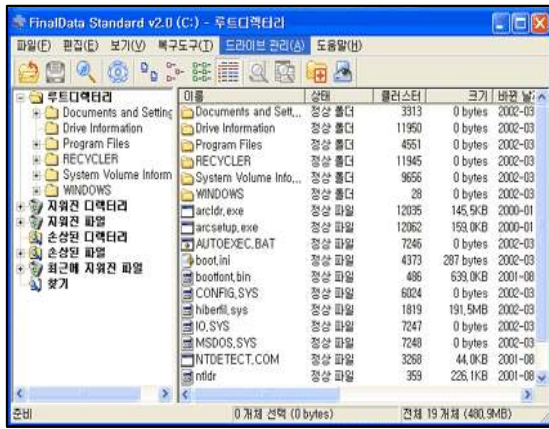 FinalData Standard v2.0 (C:) - 루트디렉터리
파일(F) 편집(E) 보기(V) 복구도구(T) 드라이브 관리(A) 도움말(H)
루트디렉터리
Documents and Setting
Drive Information
Program Files
RECYCLER
System Volume Inform
WINDOWS
지워진 디렉터리
지워진 파일
손상된 디렉터리
손상된 파일
최근에 지워진 파일
찾기
이름 상태 클러스터 크기 바뀐 날
Documents and Sett... 정상 폴더 3313 0 bytes 2002-03
Drive Information 정상 폴더 11950 0 bytes 2002-03
Program Files 정상 폴더 4551 0 bytes 2002-03
RECYCLER 정상 폴더 11945 0 bytes 2002-03
System Volume Info... 정상 폴더 9656 0 bytes 2002-03
WINDOWS 정상 폴더 28 0 bytes 2002-03
arcldr.exe 정상 파일 12035 145.5KB 2000-01
arcsetup.exe 정상 파일 12062 159.0KB 2000-01
AUTOEXEC.BAT 정상 파일 7246 0 bytes 2002-03
boot.ini 정상 파일 4373 287 bytes 2002-03
bootfont.bin 정상 파일 486 639.0KB 2001-08
CONFIG.SYS 정상 파일 6024 0 bytes 2002-03
hiberfil.sys 정상 파일 1819 191.5MB 2002-03
IO.SYS 정상 파일 7247 0 bytes 2002-03
MSDOS.SYS 정상 파일 7248 0 bytes 2002-03
NTDETECT.COM 정상 파일 3268 44.0KB 2001-08
ntldr 정상 파일 359 226.1KB 2001-08
준비 0 개체 선택 (0 bytes) 전체 19 개체 (480.9MB)